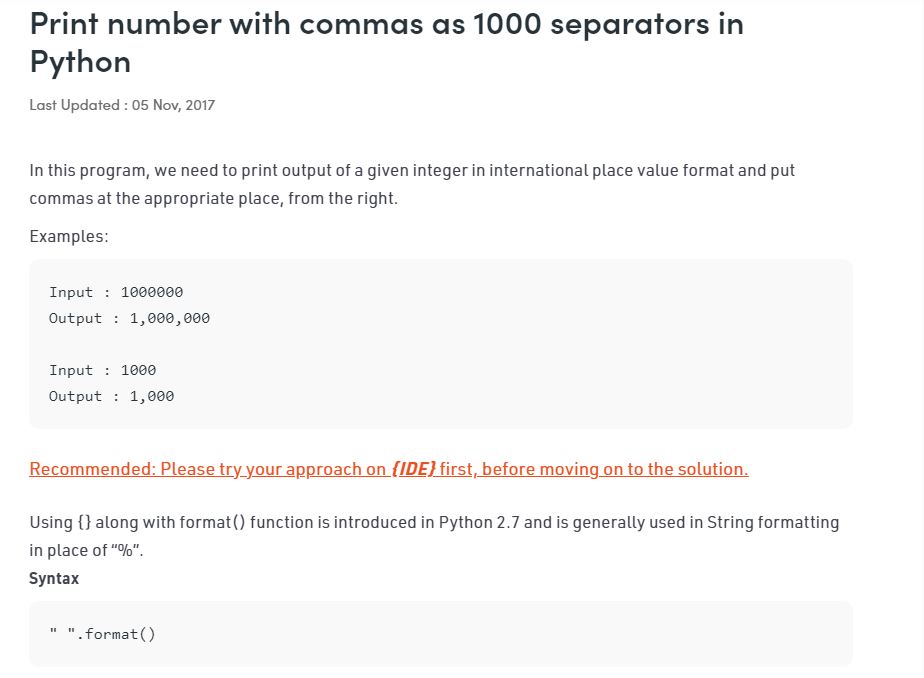 Print number with commas as 1000 separators in
Python
Last Updated : 05 Nov, 2017
In this program, we need to print output of a given integer in international place value format and put
commas at the appropriate place, from the right.
Examples:
Input : 1000000
Output : 1,000,000
Input : 1000
Output : 1,000
Recommended: Please try your approach on {IDE} first, before moving on to the solution.
Using {} along with format() function is introduced in Python 2.7 and is generally used in String formatting
in place of “%”.
Syntax
" ".format()